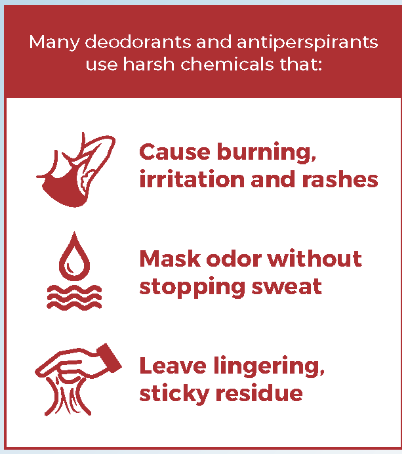 Many deodorants and antiperspirants
use harsh chemicals that:
Cause burning,
irritation and rashes
Mask odor without
stopping sweat
Leave lingering,
sticky residue